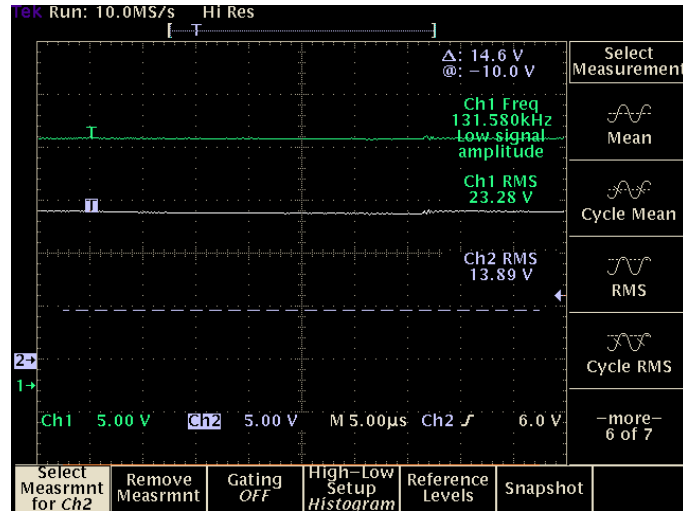 Tek Run: 10.0MS/s Hi Res
T
Δ: 14.6 V
@: −10.0 V
Ch1 Freq
131.580kHz
Low signal
amplitude
T
Ch1 RMS
23.28 V
T
Ch2 RMS
13.89 V
2→
1→
Ch1 5.00 V Ch2 5.00 V M 5.00µs Ch2 6.0 V
Select
Measurement
Mean
Cycle Mean
RMS
Cycle RMS
−more−
6 of 7
Select
Measrmnt
for Ch2
Remove
Measrmnt
Gating
OFF
High−Low
Setup
Histogram
Reference
Levels
Snapshot